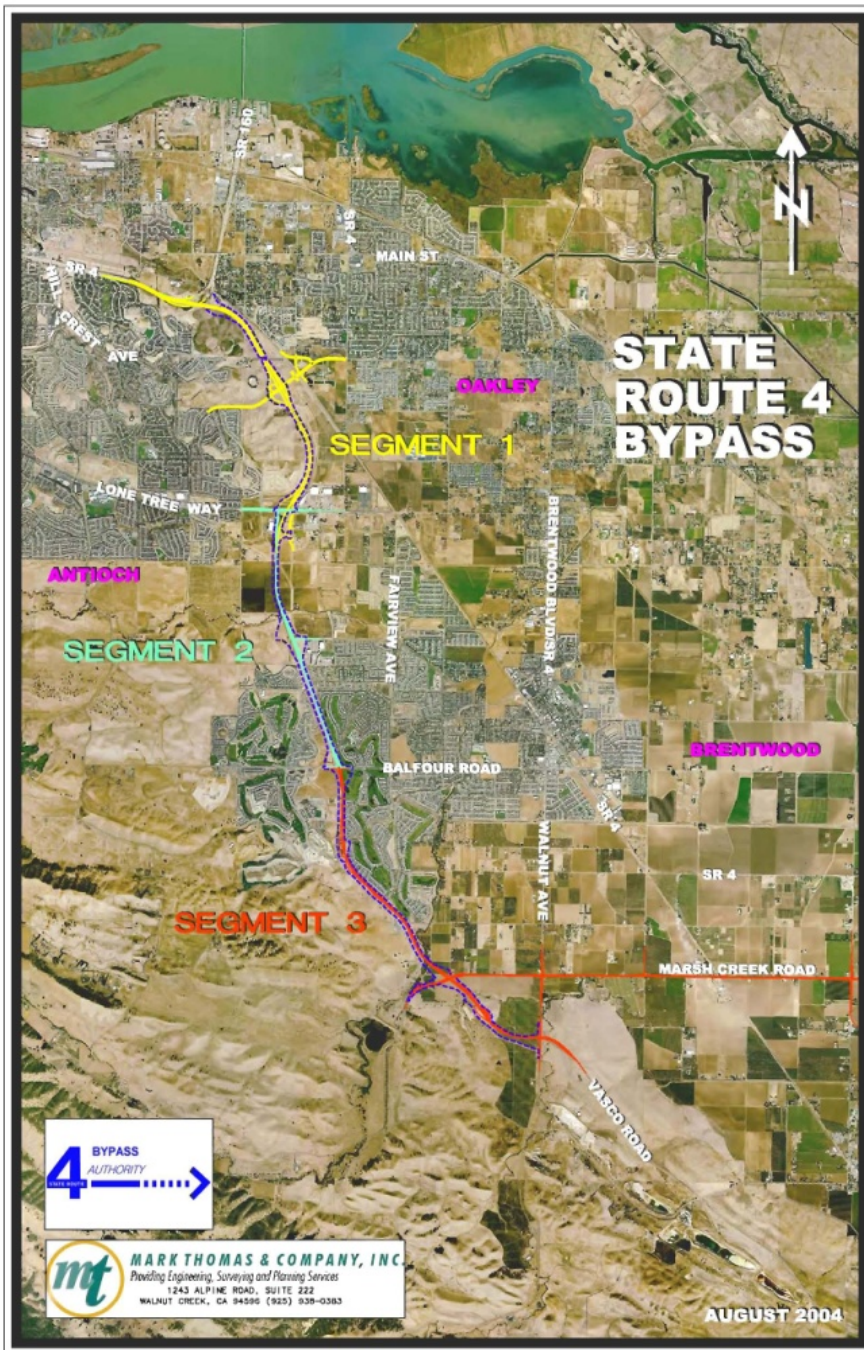 SR 160
SR 4
MAIN ST
SR 4
HILLCREST AVE
STATE
ROUTE 4
BYPASS
OAKLEY
SEGMENT 1
LONE TREE WAY
BRENTWOOD BLVD/SR 4
ANTIOCH
FAIRVIEW AVE
SEGMENT 2
BRENTWOOD
BALFOUR ROAD
SR 4
WALNUT AVE
SR 4
SEGMENT 3
MARSH CREEK ROAD
VASCO ROAD
N
4
STATE ROUTE
BYPASS
AUTHORITY
mt
MARK THOMAS & COMPANY, INC.
Providing Engineering, Surveying and Planning Services
1243 ALPINE ROAD, SUITE 222
WALNUT CREEK, CA 94596 (925) 938-0383
AUGUST 2004